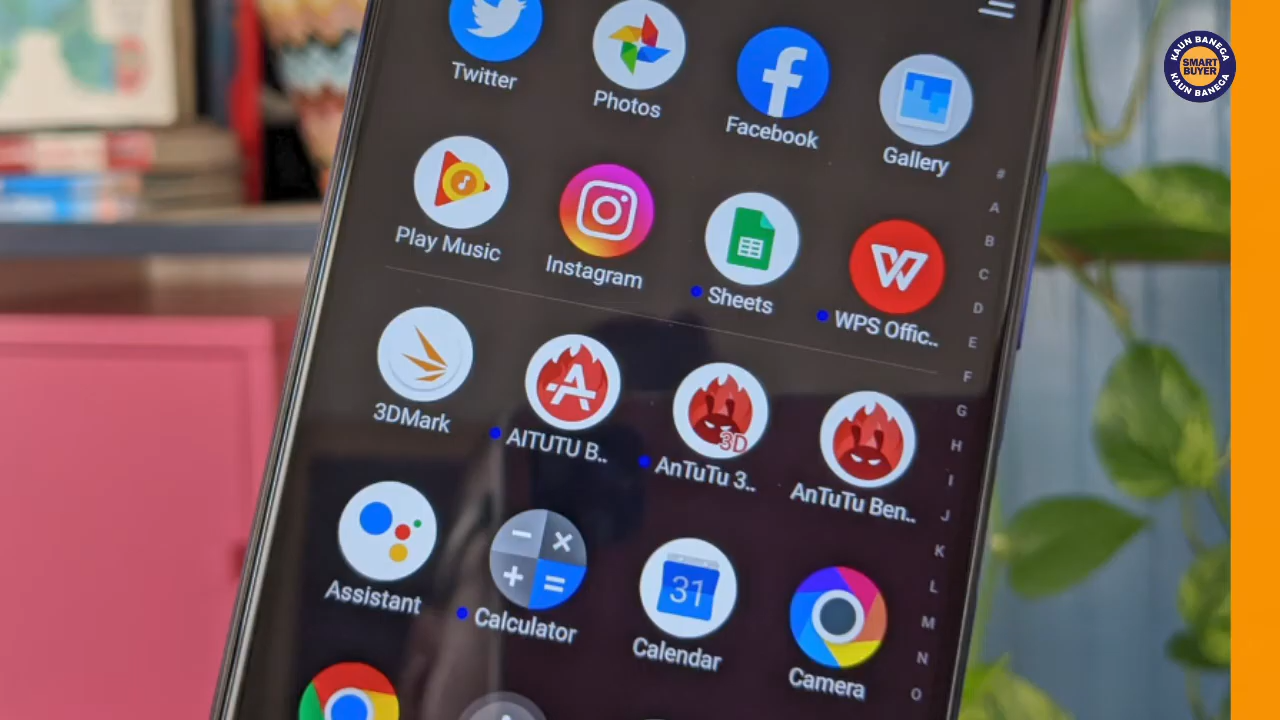 Twitter
Photos
Facebook
Gallery
KAUN BANEGA
SMART
BUYER
KAUN BANEGA
Play Music
Instagram
Sheets
WPS Offic..
3DMark
AITUTU B..
3D
AnTuTu 3..
AnTuTu Ben..
Assistant
Calculator
31
Calendar
Camera
#
A
B
C
D
E
F
G
H
I
J
K
L
M
N
O